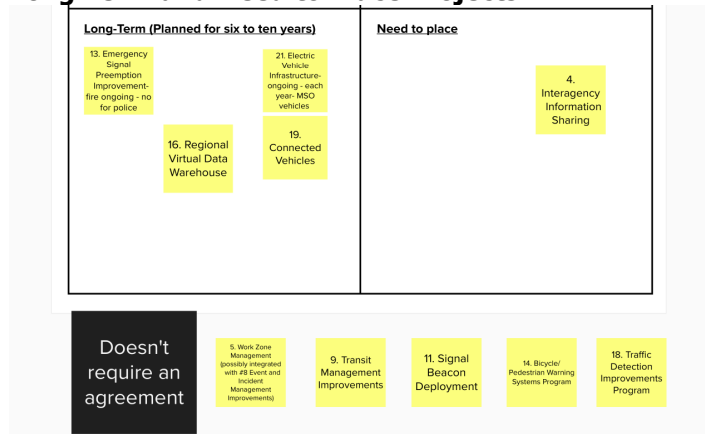 Long-Term (Planned for six to ten years)
Need to place
13. Emergency
Signal
Preemption
Improvement-
fire ongoing - no
for police
21. Electric
Vehicle
Infrastructure-
ongoing - each
year- MSO
vehicles
4.
Interagency
Information
Sharing
16. Regional
Virtual Data
Warehouse
19.
Connected
Vehicles
Doesn't
require an
agreement
5. Work Zone
Management
(possibly integrated
with #8 Event and
Incident
Management
Improvements)
9. Transit
Management
Improvements
11. Signal
Beacon
Deployment
14. Bicycle/
Pedestrian Warning
Systems Program
18. Traffic
Detection
Improvements
Program